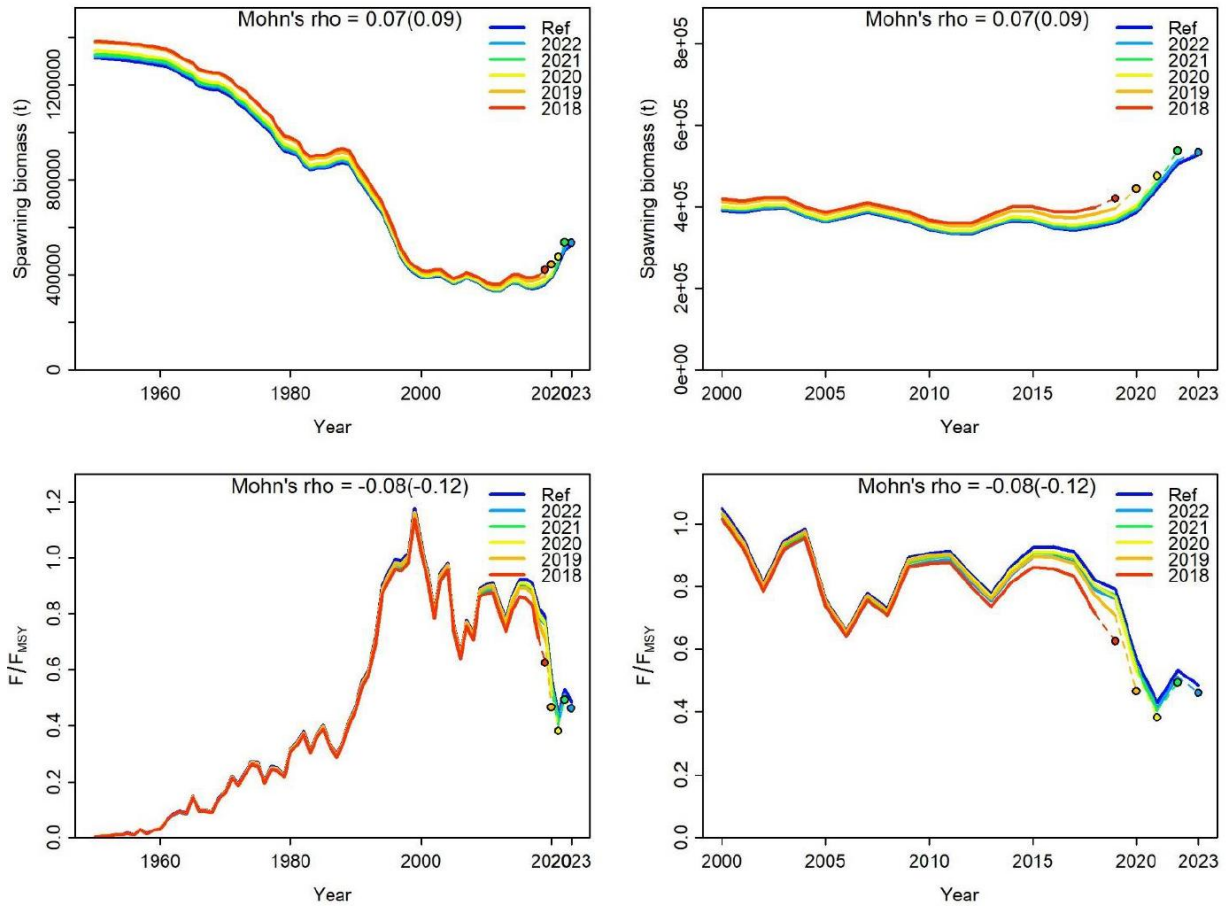 Mohn's rho = 0.07(0.09)
Ref
2022
2021
2020
2019
2018
Spawning biomass (t)
1200000
800000
400000
0
1960
1980
2000
2020
2023
Year
Mohn's rho = 0.07(0.09)
Ref
2022
2021
2020
2019
2018
Spawning biomass (t)
8e+05
6e+05
4e+05
2e+05
0e+00
2000
2005
2010
2015
2020
2023
Year
Mohn's rho = -0.08(-0.12)
Ref
2022
2021
2020
2019
2018
F/FMSY
1.2
1.0
0.8
0.6
0.4
0.2
0.0
1960
1980
2000
2020
2023
Year
Mohn's rho = -0.08(-0.12)
Ref
2022
2021
2020
2019
2018
F/FMSY
1.0
0.8
0.6
0.4
0.2
0.0
2000
2005
2010
2015
2020
2023
Year